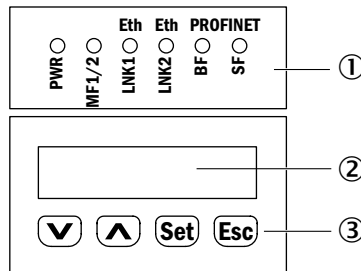 Eth Eth PROFINET
PWR MF1/2 LNK1 LNK2 BF SF
①
②
Set Esc ③